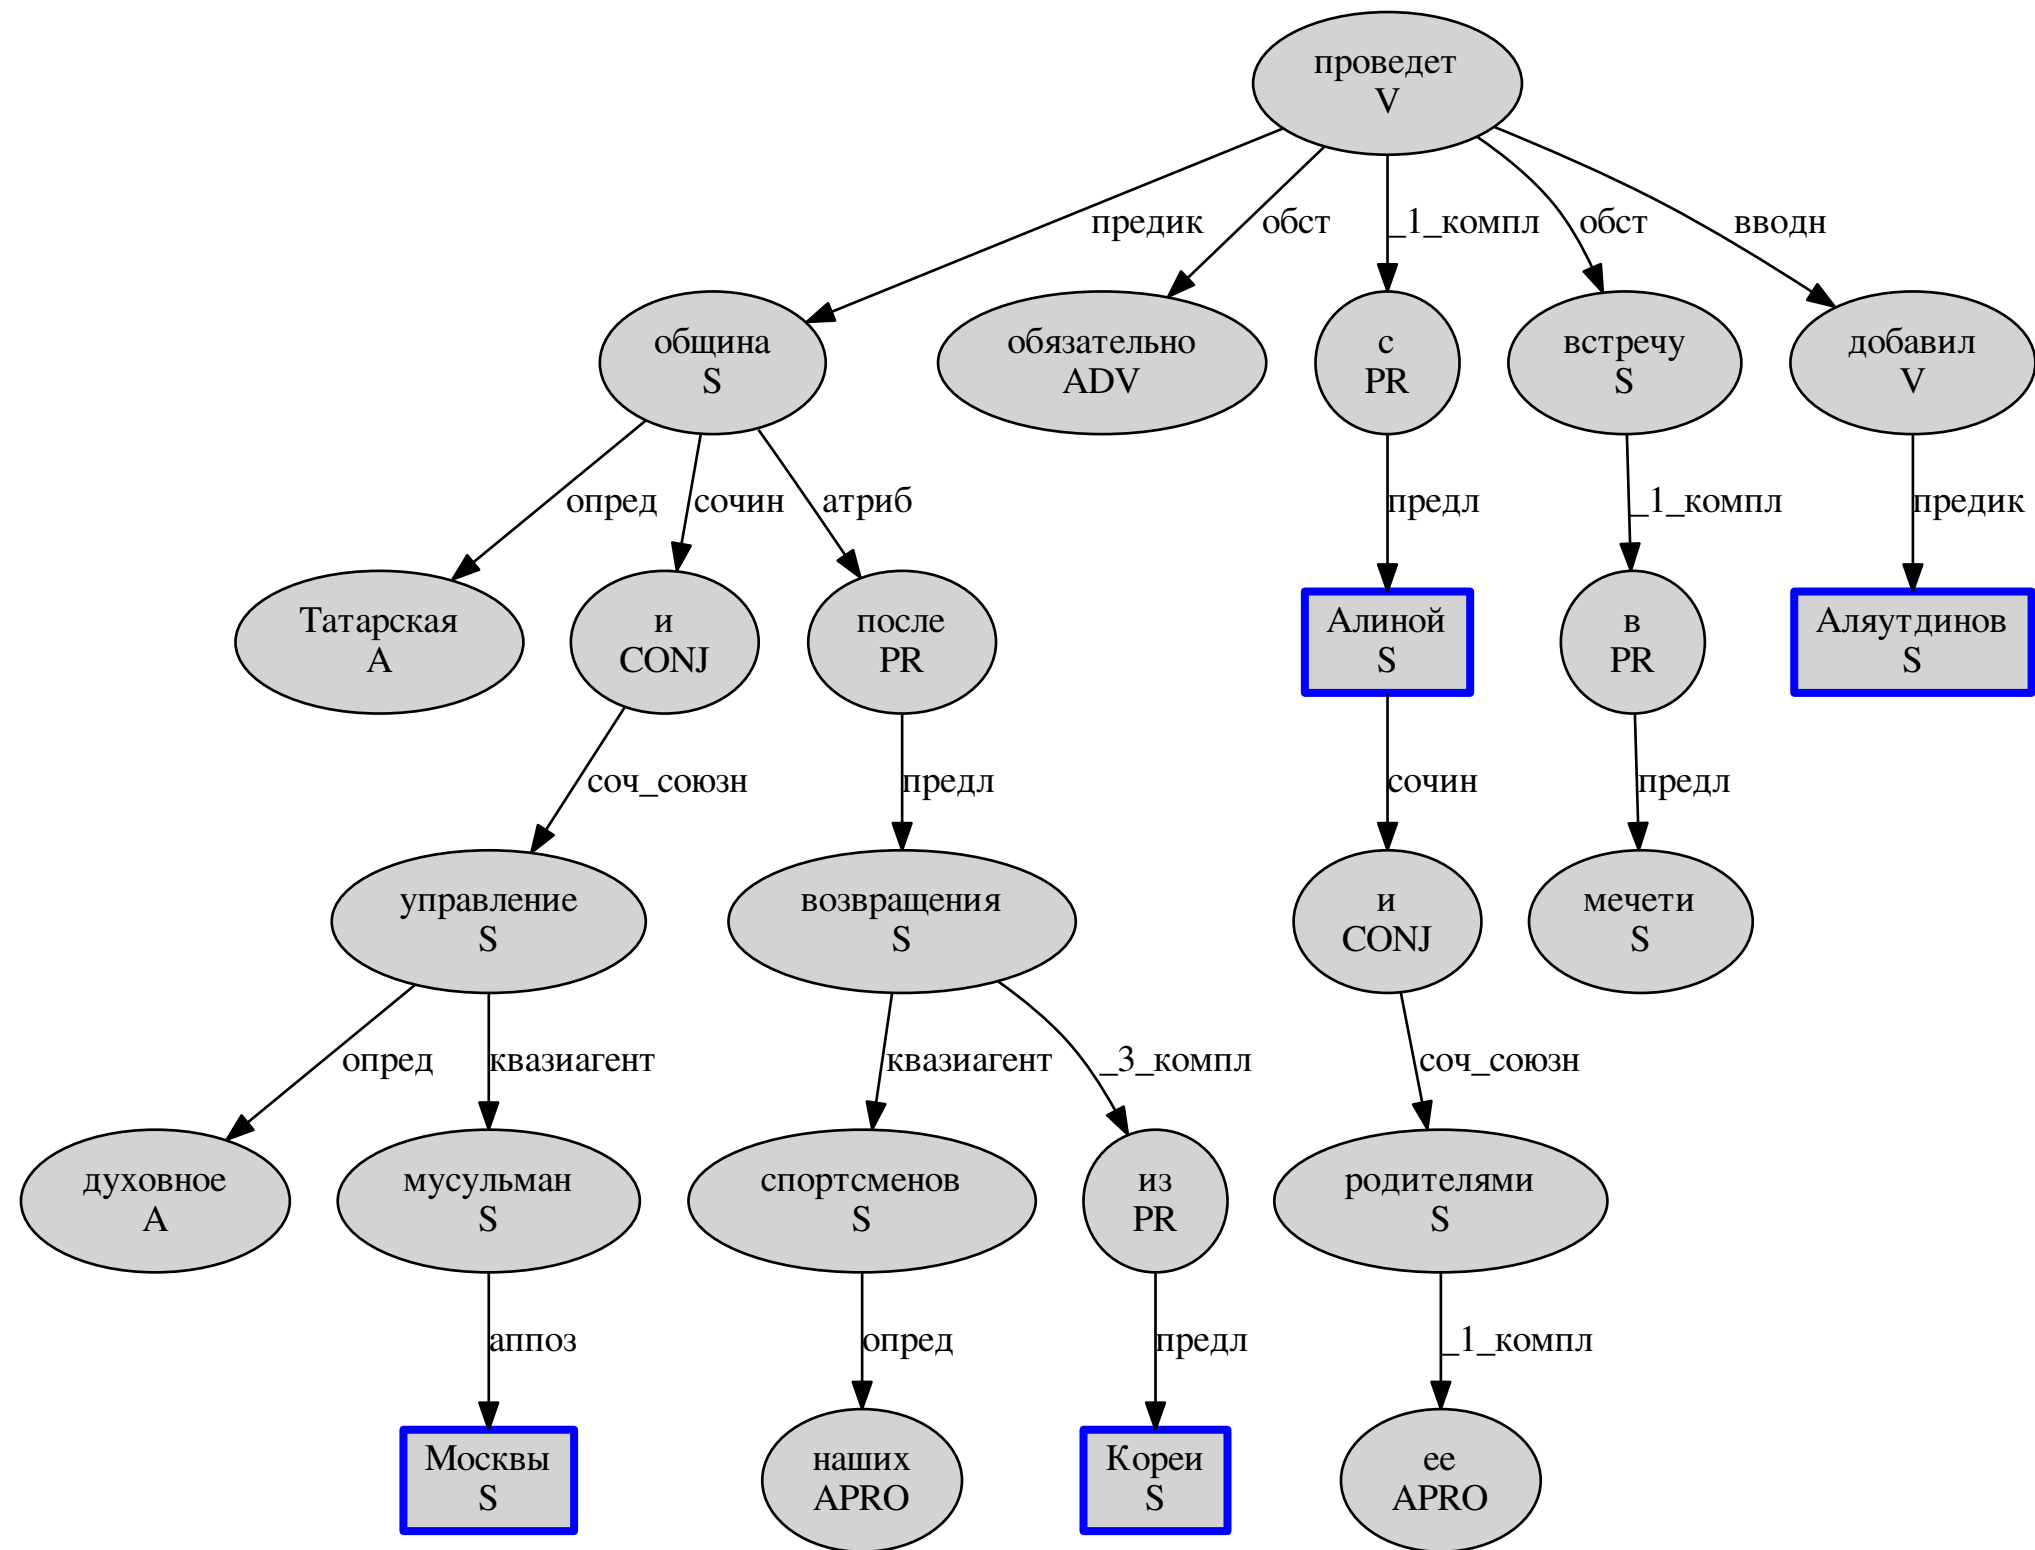 проведет
V
предик
обст
_1_компл
обст
вводн
община
S
обязательно
ADV
с
PR
встречу
S
добавил
V
опред
сочин
атриб
предл
_1_компл
предик
Татарская
A
и
CONJ
после
PR
Алиной
S
в
PR
Аляутдинов
S
соч_союзн
предл
сочин
предл
управление
S
возвращения
S
и
CONJ
мечети
S
опред
квазиагент
квазиагент
_3_компл
соч_союзн
духовное
A
мусульман
S
спортсменов
S
из
PR
родителями
S
аппоз
опред
предл
_1_компл
Москвы
S
наших
APRO
Кореи
S
ее
APRO